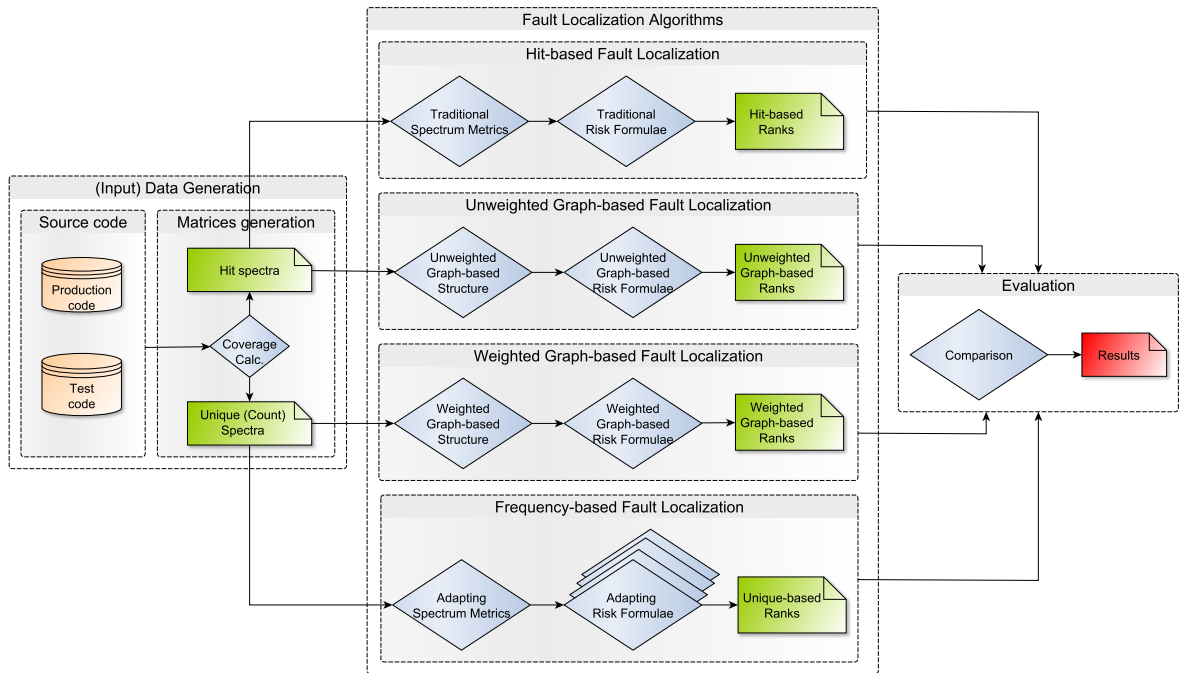 Fault Localization Algorithms
Hit-based Fault Localization
Traditional
Spectrum Metrics
Traditional
Risk Formulae
Hit-based
Ranks
(Input) Data Generation
Source code
Production
code
Test
code
Matrices generation
Hit spectra
Coverage
Calc.
Unique (Count)
Spectra
Unweighted Graph-based Fault Localization
Unweighted
Graph-based
Structure
Unweighted
Graph-based
Risk Formulae
Unweighted
Graph-based
Ranks
Weighted Graph-based Fault Localization
Weighted
Graph-based
Structure
Weighted
Graph-based
Risk Formulae
Weighted
Graph-based
Ranks
Frequency-based Fault Localization
Adapting
Spectrum Metrics
Adapting
Risk Formulae
Unique-based
Ranks
Evaluation
Comparison
Results